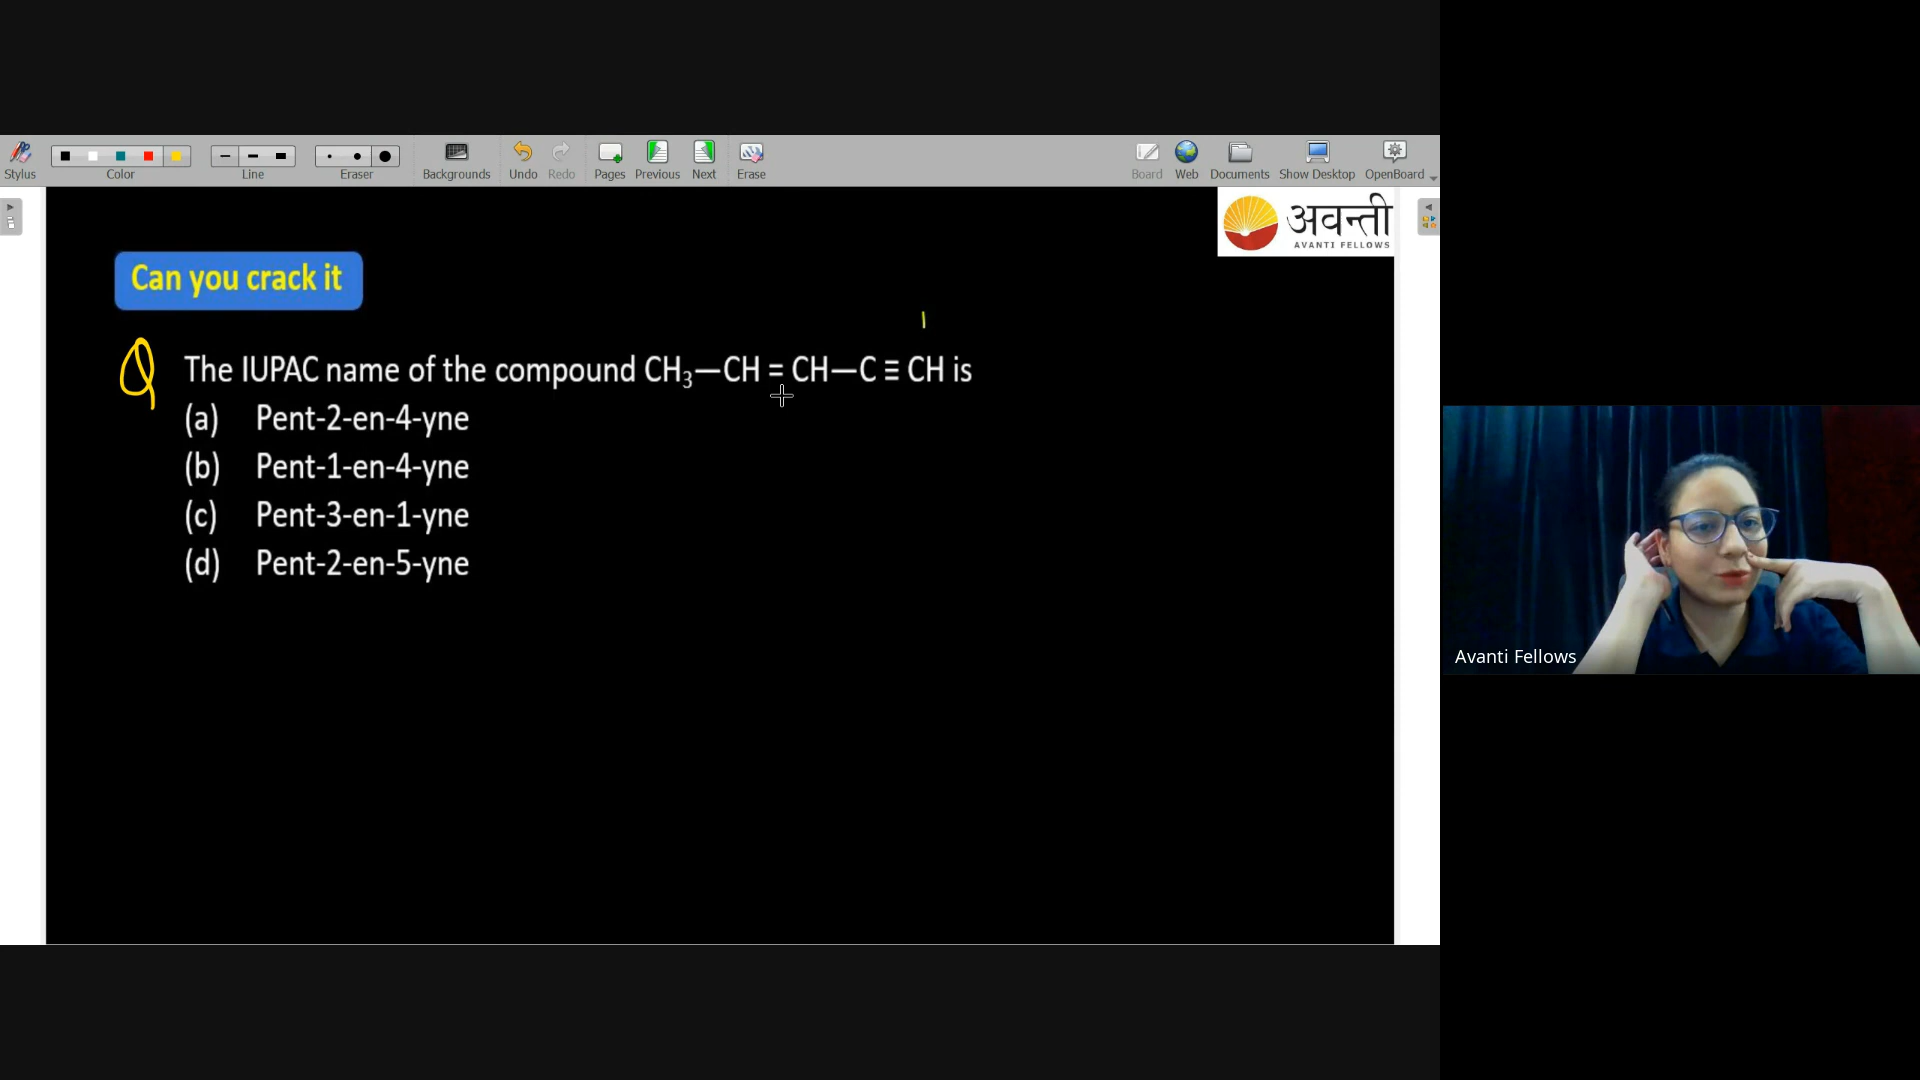 Stylus
Color
Line
Eraser
Backgrounds
Undo
Redo
Pages
Previous
Next
Erase
Board
Web
Documents
Show Desktop
OpenBoard
अवन्ती
AVANTI FELLOWS
Can you crack it
1
Q The IUPAC name of the compound CH₃—CH = CH—C ≡ CH is
(a) Pent-2-en-4-yne
(b) Pent-1-en-4-yne
(c) Pent-3-en-1-yne
(d) Pent-2-en-5-yne
Avanti Fellows